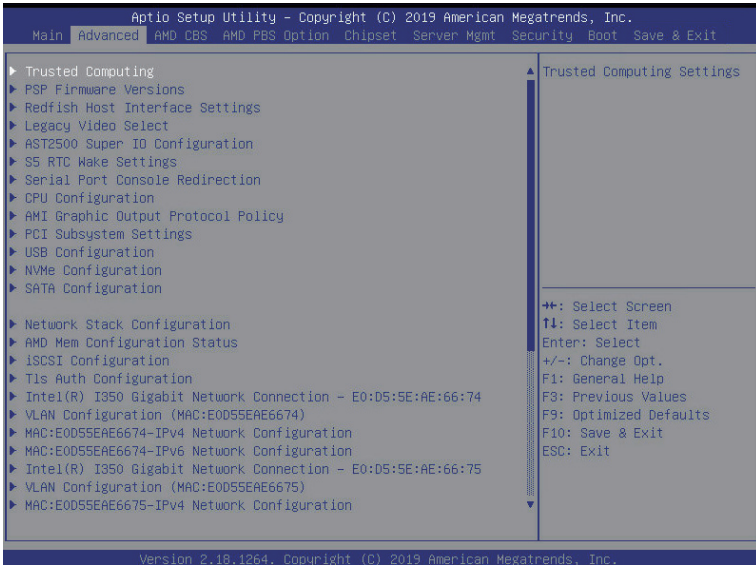 Aptio Setup Utility – Copyright (C) 2019 American Megatrends, Inc.
Main Advanced AMD CBS AMD PBS Option Chipset Server Mgmt Security Boot Save & Exit
Trusted Computing
PSP Firmware Versions
Redfish Host Interface Settings
Legacy Video Select
AST2500 Super IO Configuration
S5 RTC Wake Settings
Serial Port Console Redirection
CPU Configuration
AMI Graphic Output Protocol Policy
PCI Subsystem Settings
USB Configuration
NVMe Configuration
SATA Configuration
Network Stack Configuration
AMD Mem Configuration Status
iSCSI Configuration
Tls Auth Configuration
Intel(R) I350 Gigabit Network Connection – E0:D5:5E:AE:66:74
VLAN Configuration (MAC:E0D55EAE6674)
MAC:E0D55EAE6674-IPv4 Network Configuration
MAC:E0D55EAE6674-IPv6 Network Configuration
Intel(R) I350 Gigabit Network Connection – E0:D5:5E:AE:66:75
VLAN Configuration (MAC:E0D55EAE6675)
MAC:E0D55EAE6675-IPv4 Network Configuration
Trusted Computing Settings
→←: Select Screen
↑↓: Select Item
Enter: Select
+/-: Change Opt.
F1: General Help
F3: Previous Values
F9: Optimized Defaults
F10: Save & Exit
ESC: Exit
Version 2.18.1264. Copyright (C) 2019 American Megatrends, Inc.